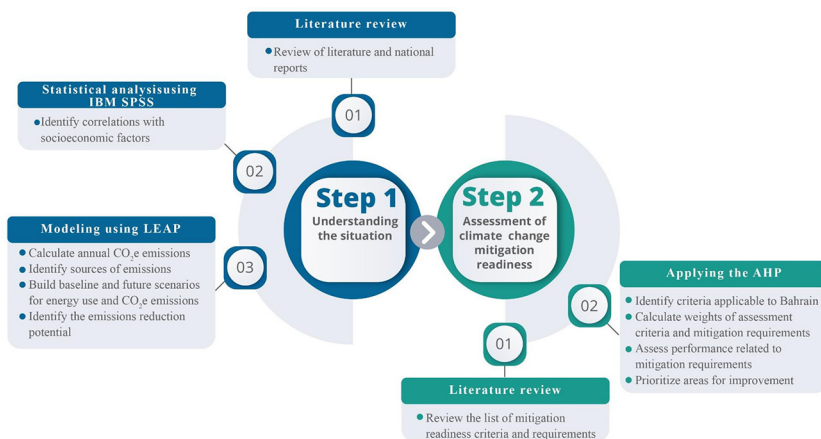 Literature review
● Review of literature and national
reports
01
Statistical analysisusing
IBM SPSS
● Identify correlations with
socioeconomic factors
02
Modeling using LEAP
● Calculate annual CO₂e emissions
● Identify sources of emissions
● Build baseline and future scenarios
for energy use and CO₂e emissions
● Identify the emissions reduction
potential
03
Step 1
Understanding
the situation
Step 2
Assessment of
climate change
mitigation
readiness
01
Literature review
● Review the list of mitigation
readiness criteria and requirements
02
Applying the AHP
● Identify criteria applicable to Bahrain
● Calculate weights of assessment
criteria and mitigation requirements
● Assess performance related to
mitigation requirements
● Prioritize areas for improvement